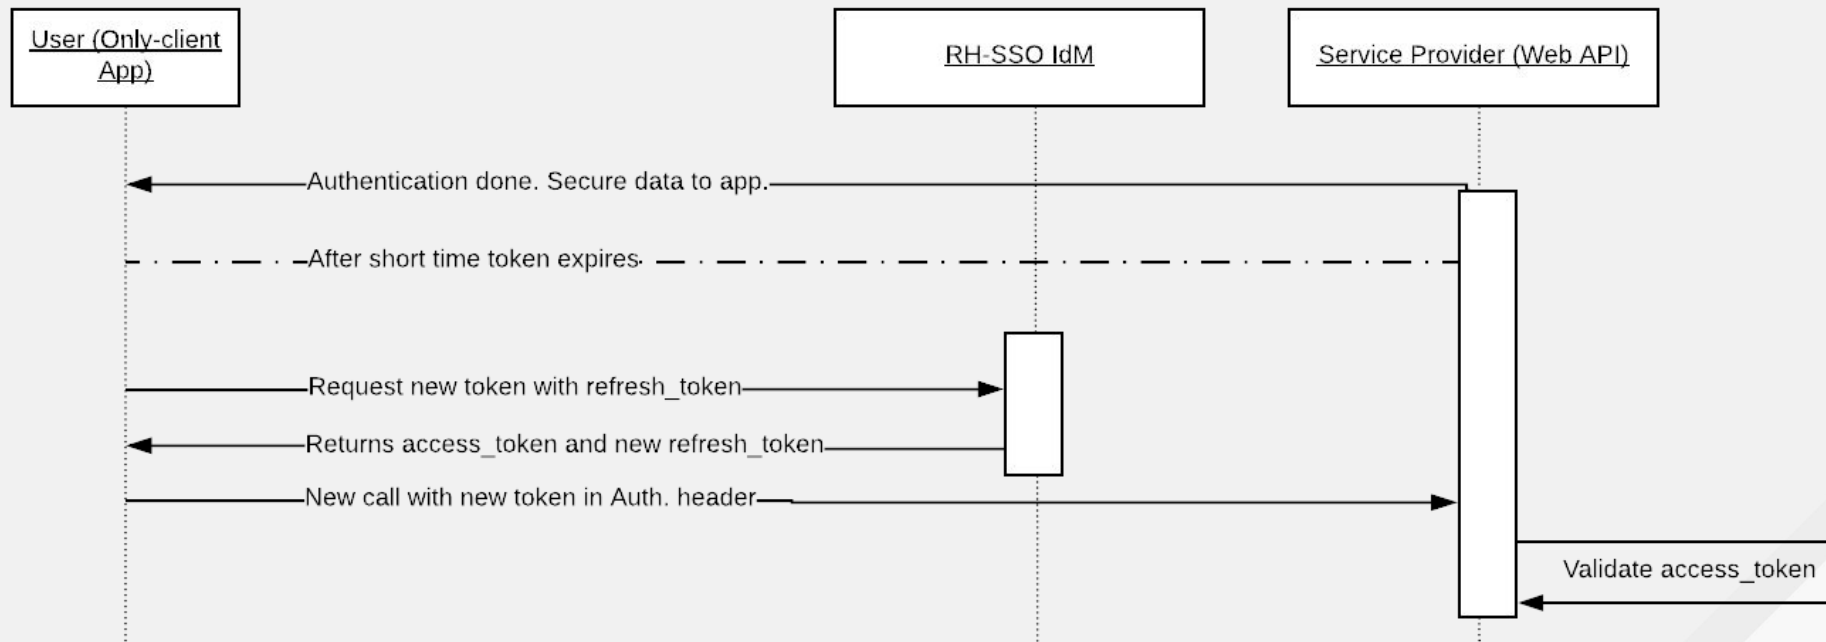 User (Only-client
App)
RH-SSO IdM
Service Provider (Web API)
Authentication done. Secure data to app.
After short time token expires
Request new token with refresh_token
Returns access_token and new refresh_token
New call with new token in Auth. header
Validate access_token